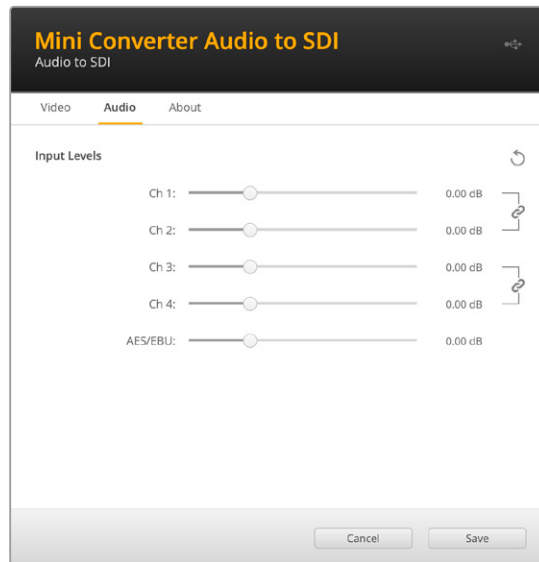 Mini Converter Audio to SDI
Audio to SDI
Video Audio About
Input Levels
Ch 1: 0.00 dB
Ch 2: 0.00 dB
Ch 3: 0.00 dB
Ch 4: 0.00 dB
AES/EBU: 0.00 dB
Cancel Save